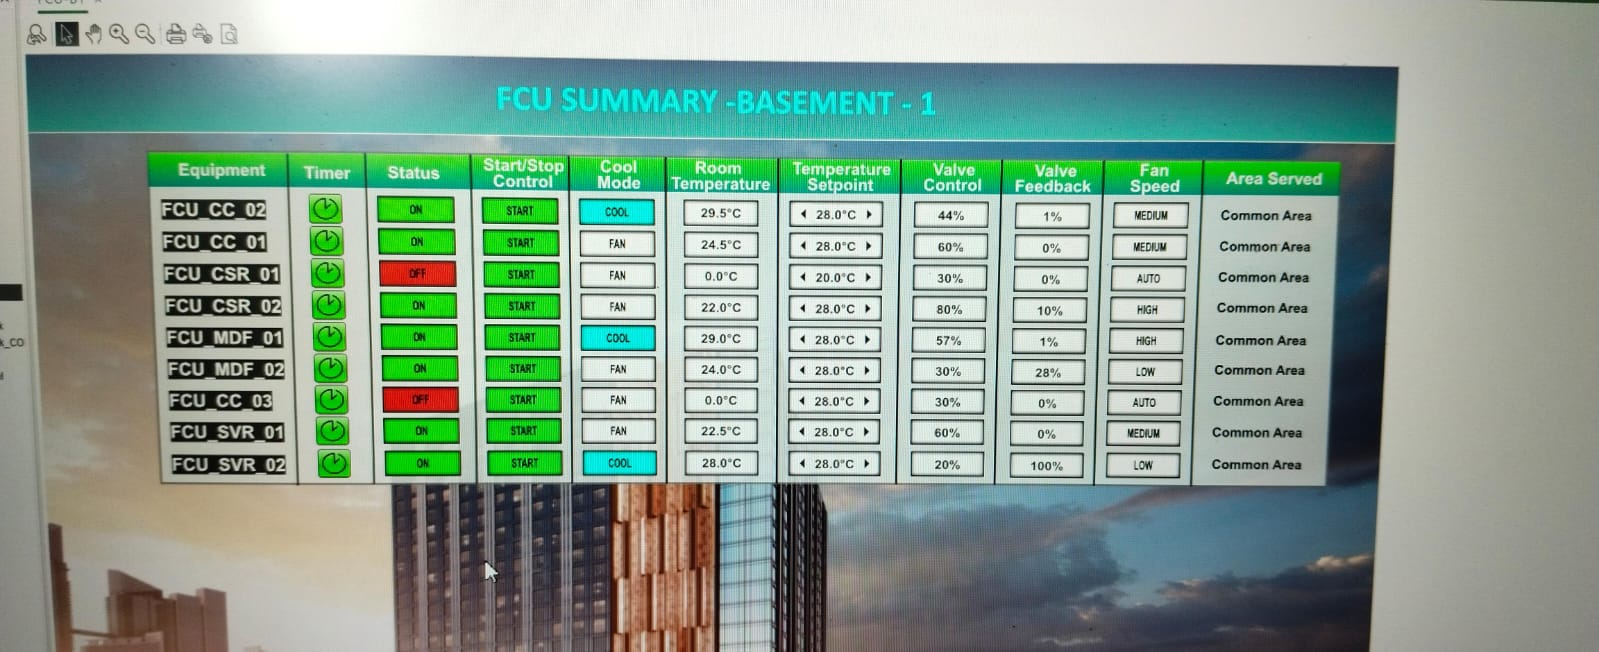 FCU SUMMARY -BASEMENT - 1
Equipment Timer Status Start/Stop Control Cool Mode Room Temperature Temperature Setpoint Valve Control Valve Feedback Fan Speed Area Served
FCU_CC_02 ON START COOL 29.5°C 28.0°C 44% 1% MEDIUM Common Area
FCU_CC_01 ON START FAN 24.5°C 28.0°C 60% 0% MEDIUM Common Area
FCU_CSR_01 OFF START FAN 0.0°C 20.0°C 30% 0% AUTO Common Area
FCU_CSR_02 ON START FAN 22.0°C 28.0°C 80% 10% HIGH Common Area
FCU_MDF_01 ON START COOL 29.0°C 28.0°C 57% 1% HIGH Common Area
FCU_MDF_02 ON START FAN 24.0°C 28.0°C 30% 28% LOW Common Area
FCU_CC_03 OFF START FAN 0.0°C 28.0°C 30% 0% AUTO Common Area
FCU_SVR_01 ON START FAN 22.5°C 28.0°C 60% 0% MEDIUM Common Area
FCU_SVR_02 ON START COOL 28.0°C 28.0°C 20% 100% LOW Common Area